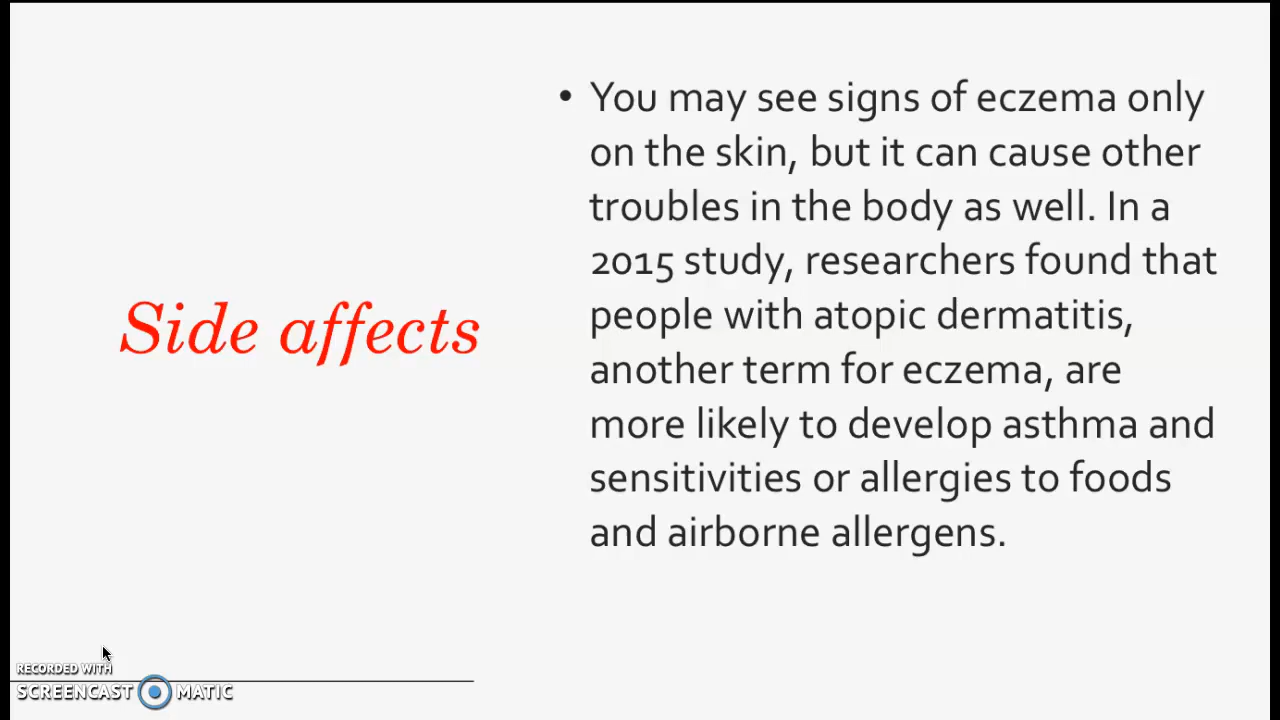 Side affects
• You may see signs of eczema only
on the skin, but it can cause other
troubles in the body as well. In a
2015 study, researchers found that
people with atopic dermatitis,
another term for eczema, are
more likely to develop asthma and
sensitivities or allergies to foods
and airborne allergens.
RECORDED WITH
SCREENCAST MATIC